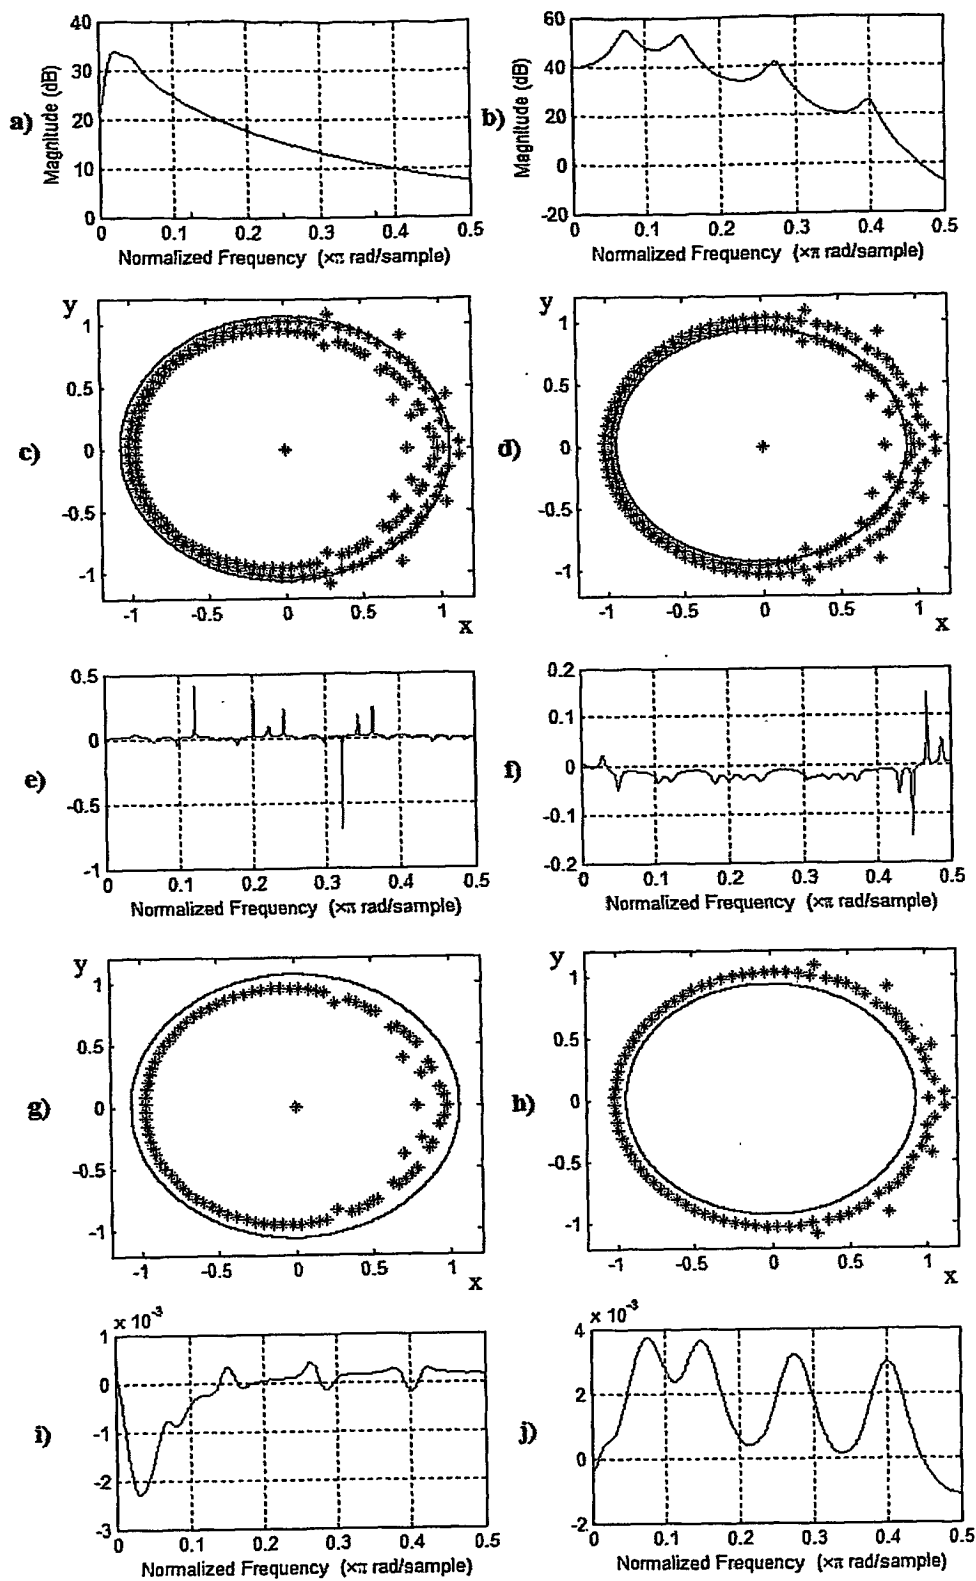 a)
Magnitude (dB)
40
30
20
10
0
0 0.1 0.2 0.3 0.4 0.5
Normalized Frequency (×π rad/sample)
b)
Magnitude (dB)
60
40
20
0
-20
0 0.1 0.2 0.3 0.4 0.5
Normalized Frequency (×π rad/sample)
c)
y
1
0.5
0
-0.5
-1
-1 -0.5 0 0.5 1
x
d)
y
1
0.5
0
-0.5
-1
-1 -0.5 0 0.5 1
x
e)
0.5
0
-0.5
-1
0 0.1 0.2 0.3 0.4 0.5
Normalized Frequency (×π rad/sample)
f)
0.2
0.1
0
-0.1
-0.2
0 0.1 0.2 0.3 0.4 0.5
Normalized Frequency (×π rad/sample)
g)
y
1
0.5
0
-0.5
-1
-1 -0.5 0 0.5 1
x
h)
y
1
0.5
0
-0.5
-1
-1 -0.5 0 0.5 1
x
i)
x 10^-3
1
0
-1
-2
-3
0 0.1 0.2 0.3 0.4 0.5
Normalized Frequency (×π rad/sample)
j)
x 10^-3
4
2
0
-2
0 0.1 0.2 0.3 0.4 0.5
Normalized Frequency (×π rad/sample)